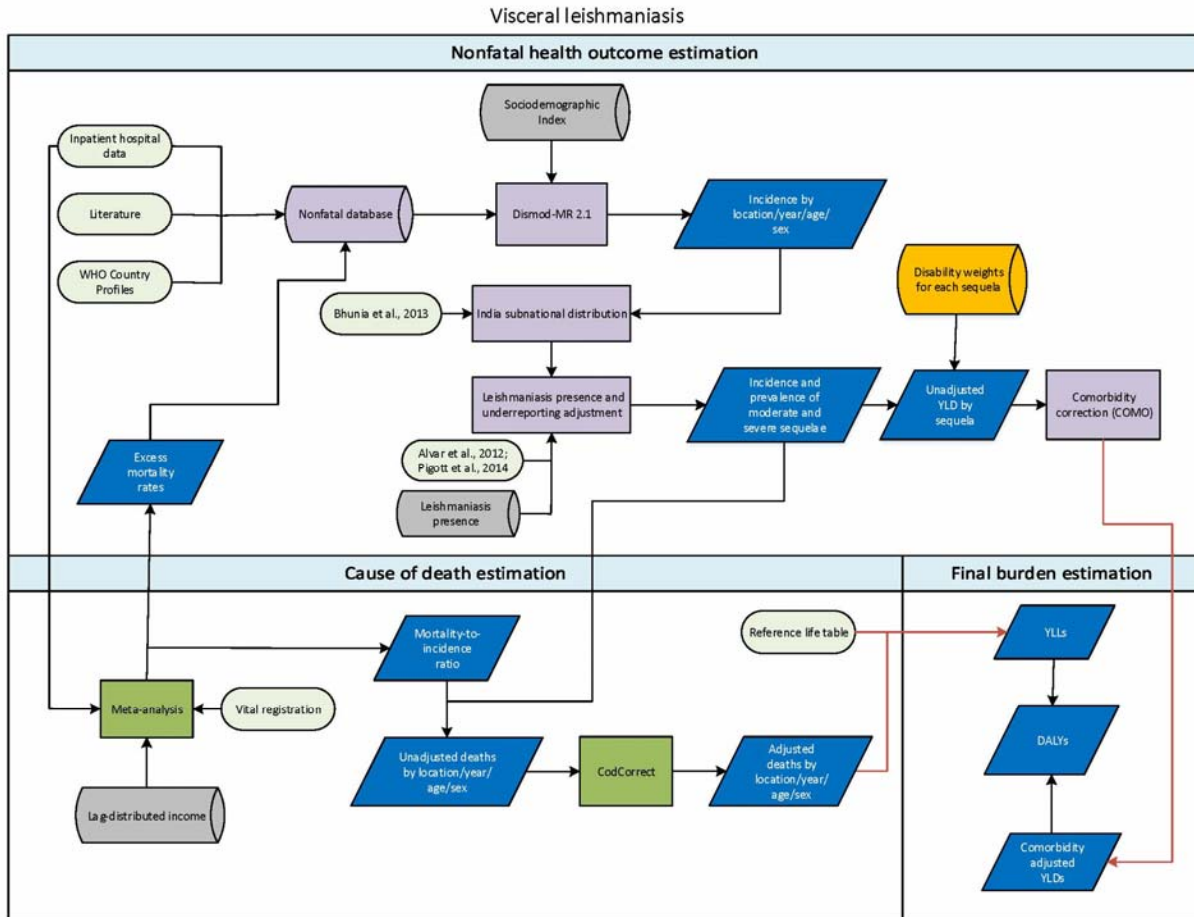 Visceral leishmaniasis
Nonfatal health outcome estimation
Sociodemographic
Index
Inpatient hospital
data
Literature
WHO Country
Profiles
Nonfatal database
Dismod-MR 2.1
Incidence by
location/year/age/
sex
Disability weights
for each sequela
Bhunia et al., 2013
India subnational distribution
Leishmaniasis presence and
underreporting adjustment
Incidence and
prevalence of
moderate and
severe sequelae
Unadjusted
YLD by
sequela
Comorbidity
correction (COMO)
Alvar et al., 2012;
Pigott et al., 2014
Leishmaniasis
presence
Excess
mortality
rates
Cause of death estimation
Final burden estimation
Mortality-to-
incidence
ratio
Reference life table
YLLs
Meta-analysis
Vital registration
DALYs
Unadjusted deaths
by location/year/
age/sex
CodCorrect
Adjusted
deaths by
location/year/
age/sex
Lag-distributed income
Comorbidity
adjusted
YLDs